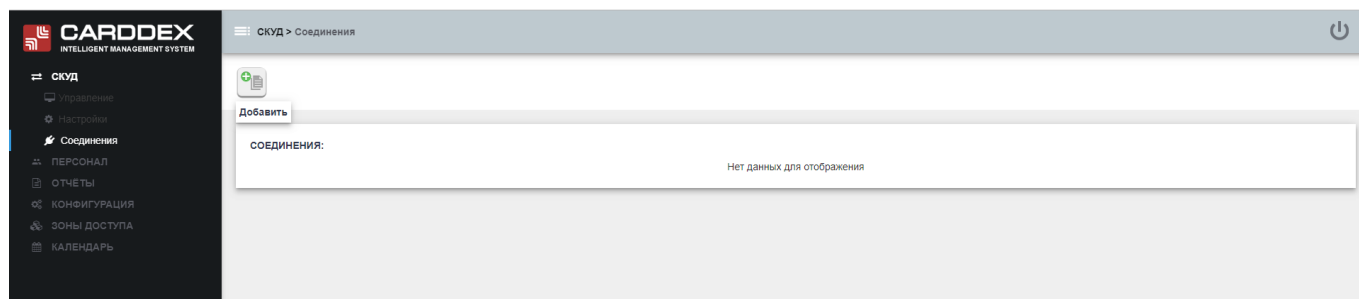 CARDDEX
INTELLIGENT MANAGEMENT SYSTEM
СКУД
Управление
Настройки
Соединения
ПЕРСОНАЛ
ОТЧЁТЫ
КОНФИГУРАЦИЯ
ЗОНЫ ДОСТУПА
КАЛЕНДАРЬ
СКУД > Соединения
Добавить
СОЕДИНЕНИЯ:
Нет данных для отображения